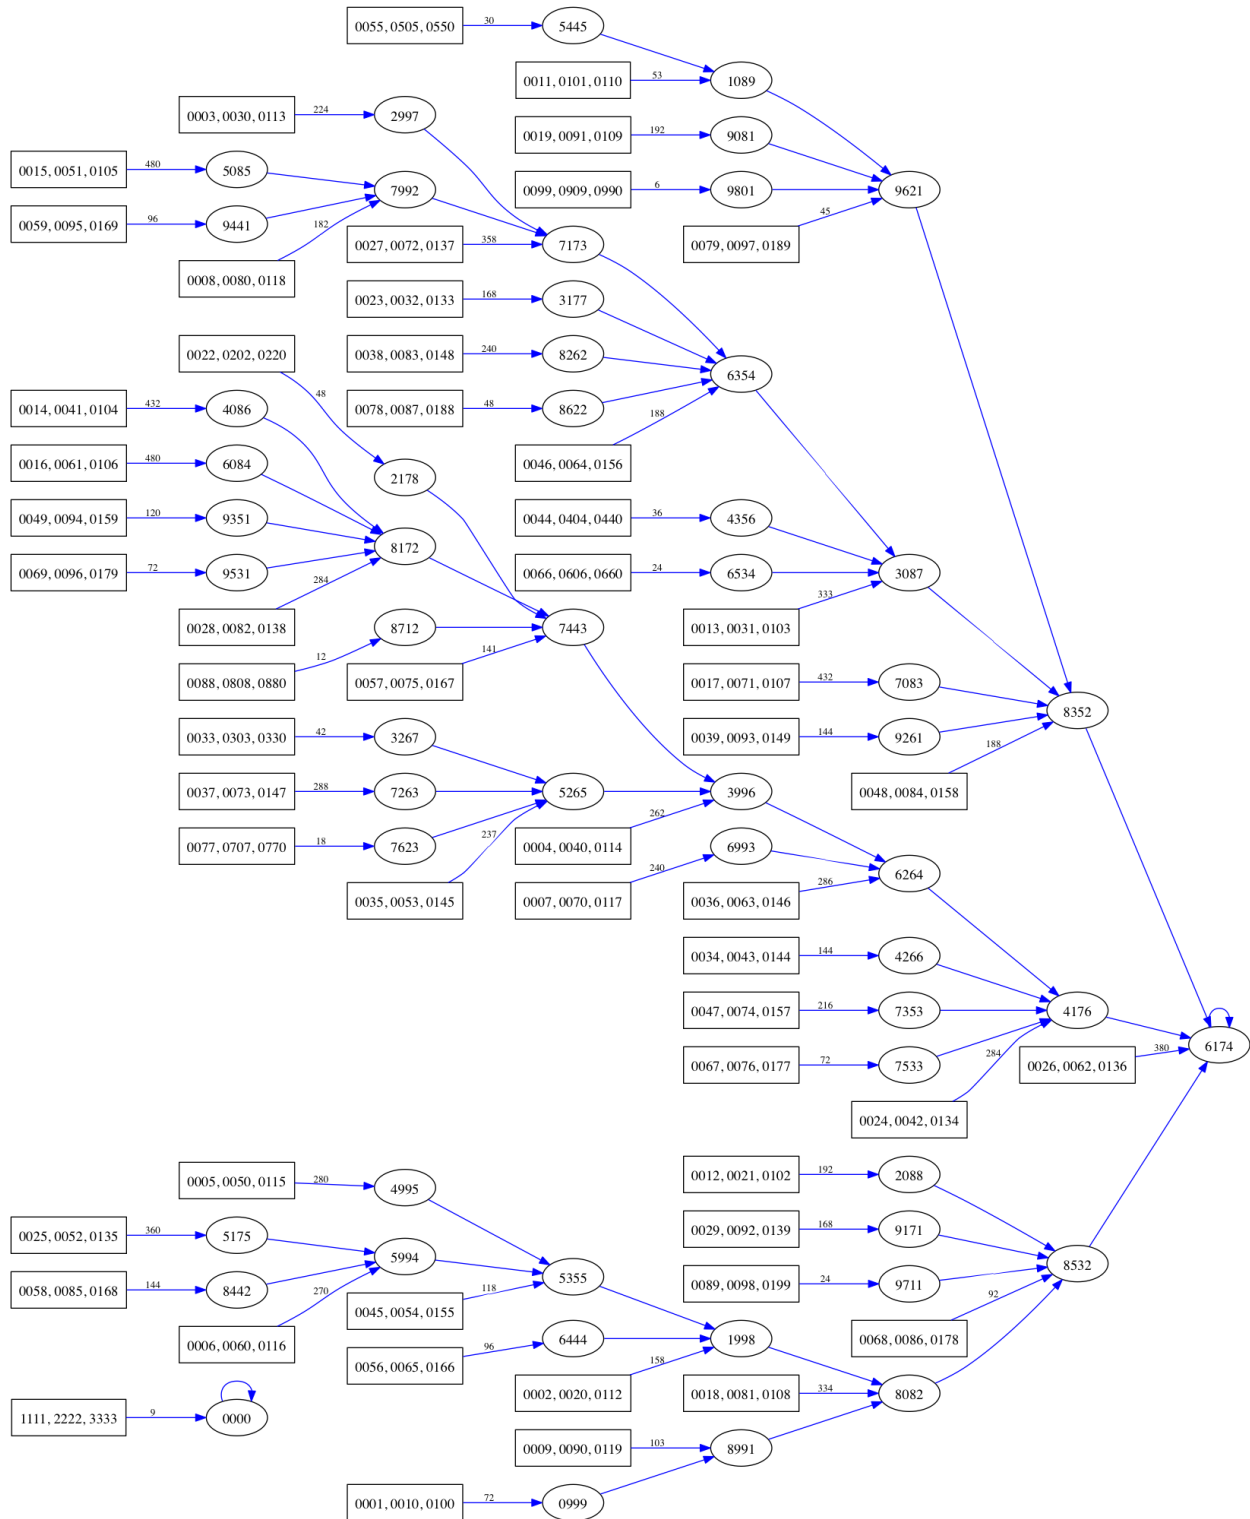 0055, 0505, 0550 30 5445
0011, 0101, 0110 53 1089
0003, 0030, 0113 224 2997
0019, 0091, 0109 192 9081
0015, 0051, 0105 480 5085
7992
0099, 0909, 0990 6 9801
9621
0059, 0095, 0169 96 9441
182
45
0027, 0072, 0137 358 7173
0079, 0097, 0189
0008, 0080, 0118
0023, 0032, 0133 168 3177
0022, 0202, 0220
0038, 0083, 0148 240 8262
6354
48
0014, 0041, 0104 432 4086
0078, 0087, 0188 48 8622
188
0046, 0064, 0156
0016, 0061, 0106 480 6084
2178
0049, 0094, 0159 120 9351
0044, 0404, 0440 36 4356
8172
0069, 0096, 0179 72 9531
0066, 0606, 0660 24 6534
3087
284
333
0028, 0082, 0138
8712
7443
0013, 0031, 0103
12
141
0088, 0808, 0880
0057, 0075, 0167
0017, 0071, 0107 432 7083
8352
0033, 0303, 0330 42 3267
0039, 0093, 0149 144 9261
188
0048, 0084, 0158
0037, 0073, 0147 288 7263
5265
3996
262
0077, 0707, 0770 18 7623
237
0004, 0040, 0114
6993
240
6264
286
0035, 0053, 0145
0007, 0070, 0117
0036, 0063, 0146
0034, 0043, 0144 144 4266
0047, 0074, 0157 216 7353
4176
6174
0067, 0076, 0177 72 7533
284
0026, 0062, 0136 380
0024, 0042, 0134
0005, 0050, 0115 280 4995
0012, 0021, 0102 192 2088
0025, 0052, 0135 360 5175
0029, 0092, 0139 168 9171
5994
8532
5355
0058, 0085, 0168 144 8442
0089, 0098, 0199 24 9711
270
118
92
0045, 0054, 0155
0006, 0060, 0116
6444
1998
0068, 0086, 0178
96
0056, 0065, 0166
158
0002, 0020, 0112
0018, 0081, 0108 334 8082
1111, 2222, 3333 9 0000
0009, 0090, 0119 103 8991
0001, 0010, 0100 72 0999